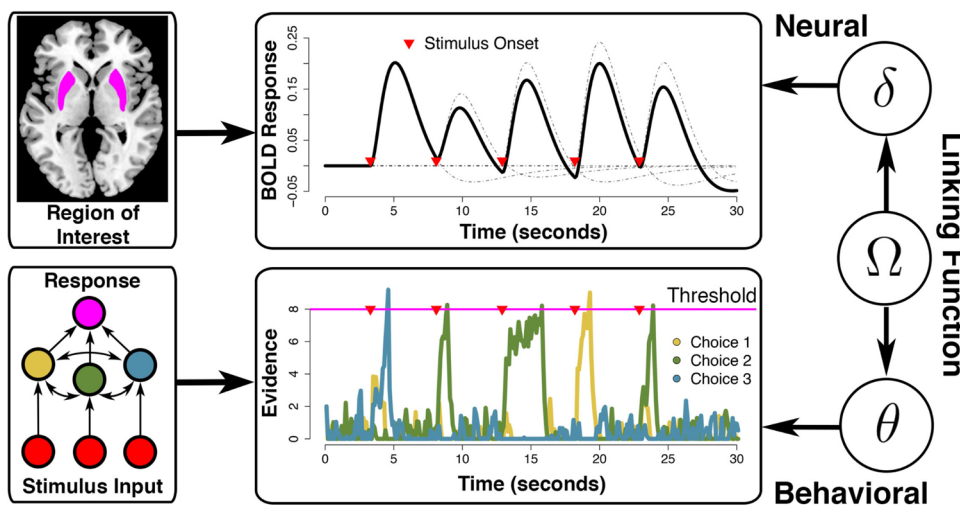 Neural
Stimulus Onset
BOLD Response
0.25
0.15
0.05
−0.05
0
5
10
15
20
25
30
Time (seconds)
Region of
Interest
δ
Ω
Linking Function
θ
Behavioral
Response
Stimulus Input
Threshold
Evidence
8
6
4
2
0
Choice 1
Choice 2
Choice 3
0
5
10
15
20
25
30
Time (seconds)